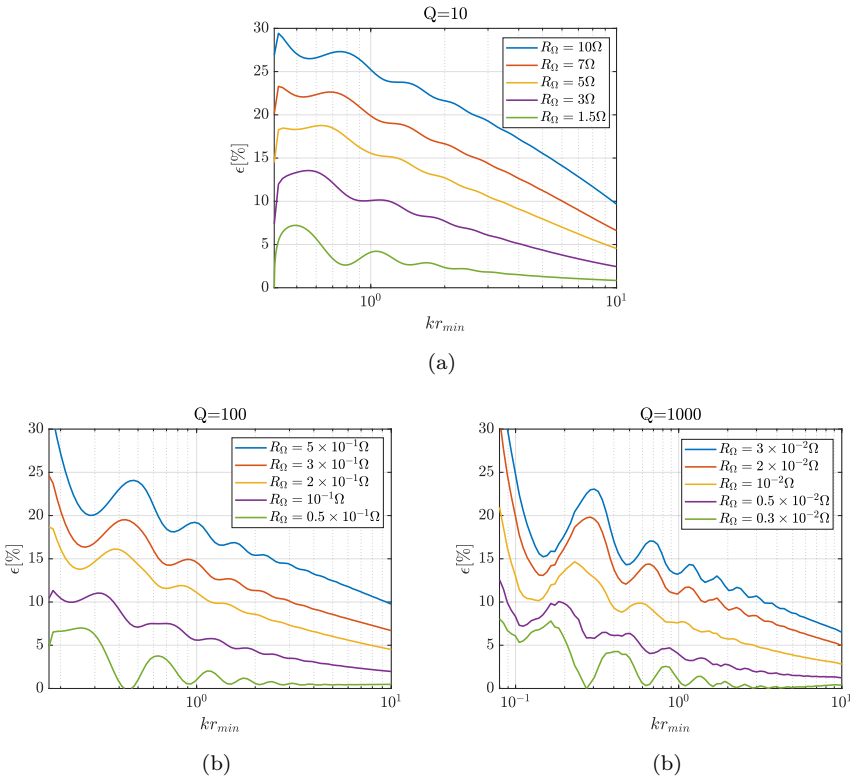 Q=10
30
25
20
15
10
5
0
ϵ[%]
R_Ω = 10Ω
R_Ω = 7Ω
R_Ω = 5Ω
R_Ω = 3Ω
R_Ω = 1.5Ω
10^0 10^1
kr_min
(a)
Q=100
30
25
20
15
10
5
0
ϵ[%]
R_Ω = 5 × 10^-1Ω
R_Ω = 3 × 10^-1Ω
R_Ω = 2 × 10^-1Ω
R_Ω = 10^-1Ω
R_Ω = 0.5 × 10^-1Ω
10^0 10^1
kr_min
(b)
Q=1000
30
25
20
15
10
5
0
ϵ[%]
R_Ω = 3 × 10^-2Ω
R_Ω = 2 × 10^-2Ω
R_Ω = 10^-2Ω
R_Ω = 0.5 × 10^-2Ω
R_Ω = 0.3 × 10^-2Ω
10^-1 10^0 10^1
kr_min
(b)